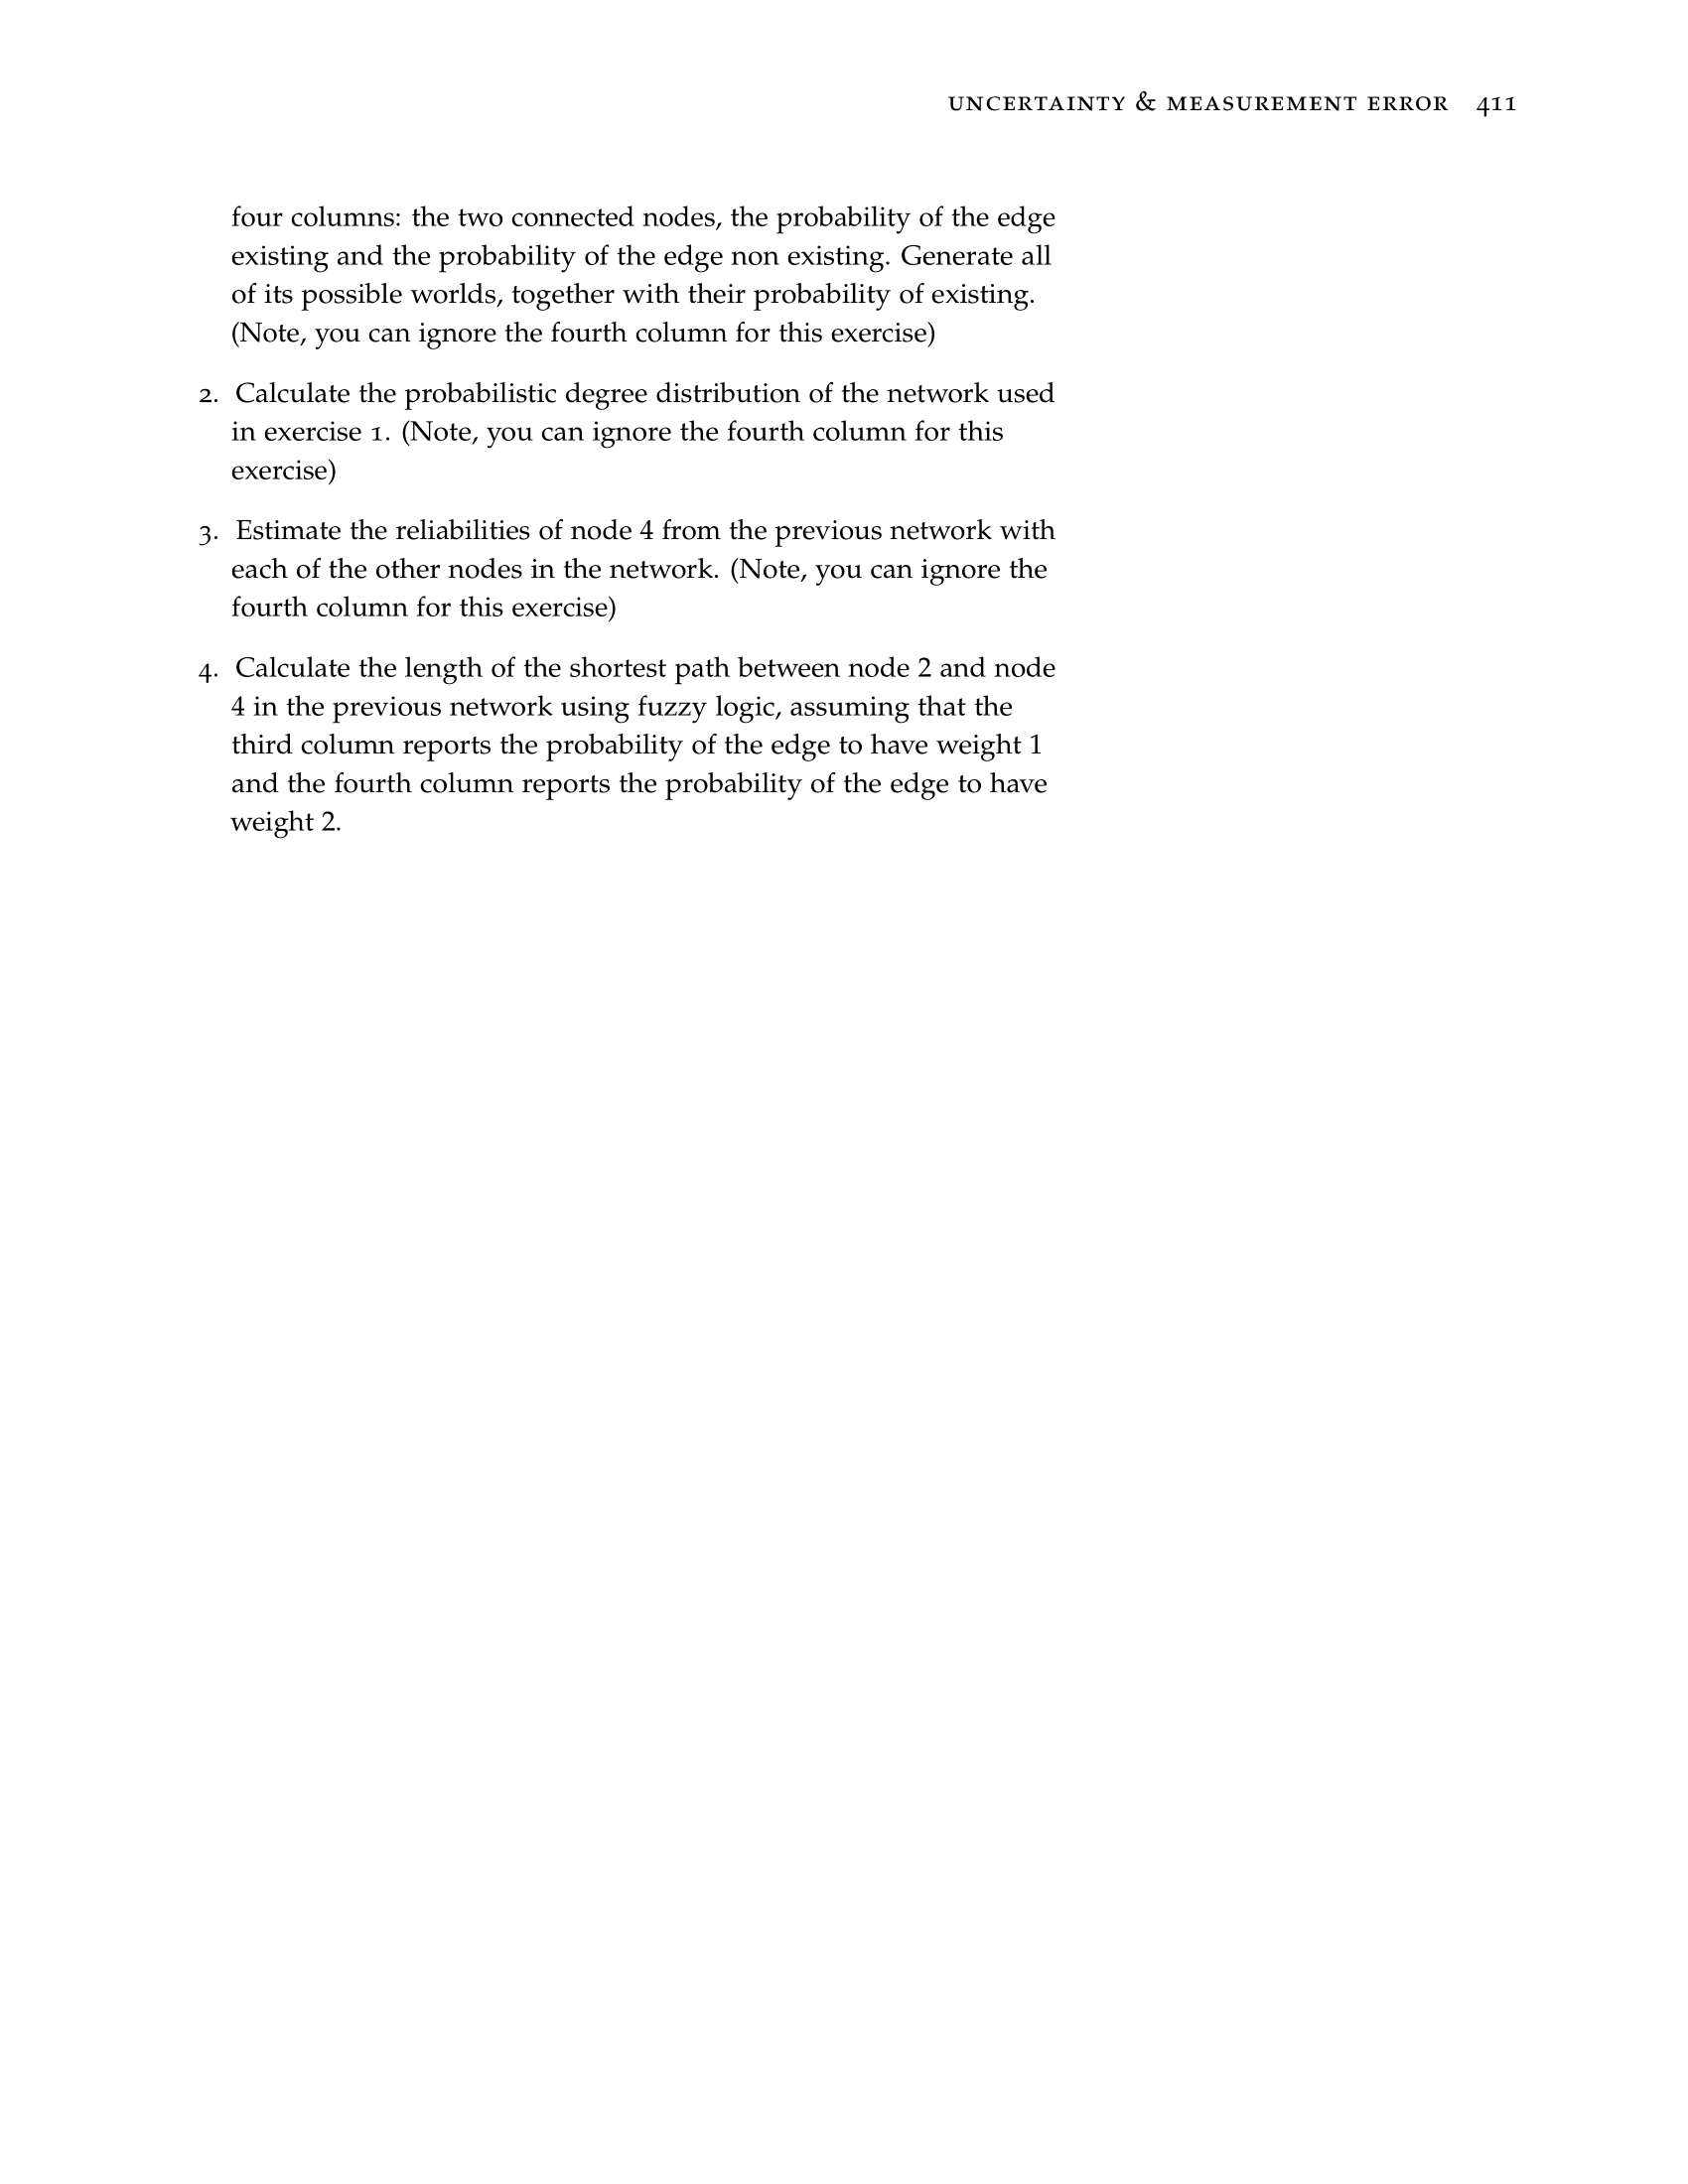 UNCERTAINTY & MEASUREMENT ERROR 411
four columns: the two connected nodes, the probability of the edge
existing and the probability of the edge non existing. Generate all
of its possible worlds, together with their probability of existing.
(Note, you can ignore the fourth column for this exercise)
2. Calculate the probabilistic degree distribution of the network used
in exercise 1. (Note, you can ignore the fourth column for this
exercise)
3. Estimate the reliabilities of node 4 from the previous network with
each of the other nodes in the network. (Note, you can ignore the
fourth column for this exercise)
4. Calculate the length of the shortest path between node 2 and node
4 in the previous network using fuzzy logic, assuming that the
third column reports the probability of the edge to have weight 1
and the fourth column reports the probability of the edge to have
weight 2.